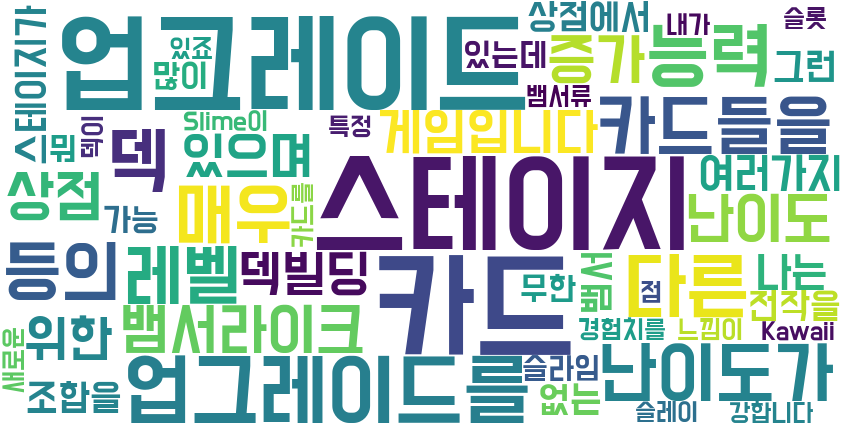 업그레이드
스테이지가
있죠
많이
상점에서
내가
슬롯
있는데
증가
능력
그런
뱀서류
Slime이
특정
게임입니다
카드들을
뭐
덱이
덱
있으며
스테이지
여러가지
상점
가능
매우
카드를
난이도
등의
레벨
덱빌딩
카드
무한
뱀서
다른
점
나는
전작을
위한
뱀서라이크
경험치를
느낌이
Kawaii
새로운
조합을
업그레이드를
슬라임
없는
난이도가
슬레이
강합니다